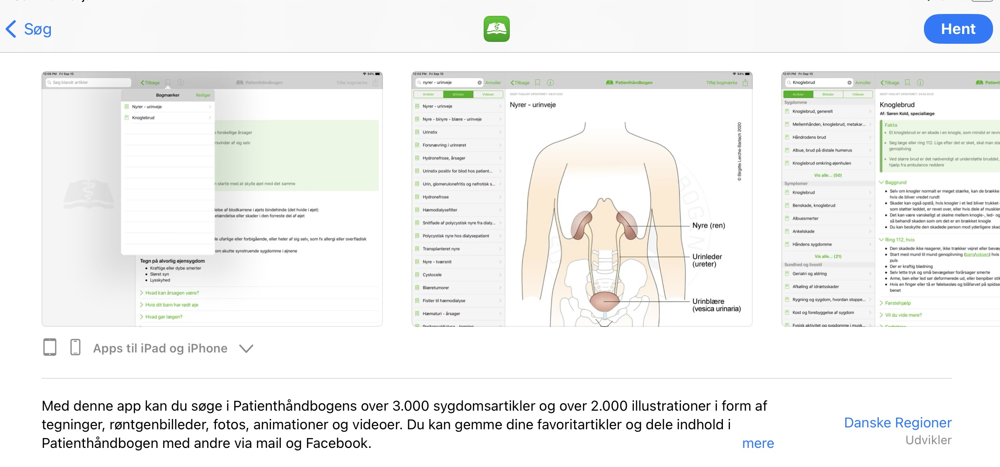 Søg
Hent
12:06 PM Fri Sep 10
84%
Søg blandt artikler
Tilbage
Patienthåndbogen
Tilføj bogmærke
Bogmærker
Rediger
Nyrer - urinveje
Knoglebrud
forskellige årsager
rsvinder af sig selv
starte med at skylle øjet med det samme
else af blodkarrene i øjets bindehinde (det hvide i øjet)
etændelse eller skader i den forreste del af øjet
le ufarlige eller forbigående, eller heler af sig selv, som fx allergi eller overfladisk
om akutte synstruende sygdomme i øjnene
Tegn på alvorlig øjensygdom
Kraftige eller dybe smerter
Sløret syn
Lysskyhed
Hvad kan årsagen være?
Hvis dit barn har rødt øje
Hvad gør lægen?
12:03 PM Fri Sep 10
84%
nyrer - urinveje
Annuller
Tilbage
Patienthåndbogen
Tilføj bogmærke
Artikler
Billeder
Videoer
Nyrer - urinveje
Nyre - binyre - blære - urinveje
Urinstix
Forsnævring i urinrøret
Hydronefrose, årsager
Urinstix positiv for blod hos patient...
Urin, glomerulonefritis og nefrotisk s...
Hydronefrose
Hæmodialysefilter
Snitflade af polycystisk nyre fra dialy...
Polycystisk nyre hos dialysepatient
Transplanteret nyre
Nyre - tværsnit
Cystocele
Blæretumorer
Fistler til hæmodialyse
Hæmaturi - årsager
Peritonealdialyse - tegning
SIDST FAGLIGT OPDATERET: 09.07.2021
Nyrer - urinveje
© Birgitte Lerche-Barlach 2020
Nyre (ren)
Urinleder
(ureter)
Urinblære
(vesica urinaria)
12:01 PM Fri Sep 10
Knoglebrud
Annuller
Tilbage
Patient
Artikler
Billeder
Videoer
Sygdomme
Knoglebrud, generelt
Mellemhånden, knoglebrud, metakar...
Håndrodens brud
Albue, brud på distale humerus
Knoglebrud omkring øjenhulen
Vis alle... (50)
Symptomer
Knoglebrud
Benskade, knoglebrud
Albuesmerter
Ankelskade
Håndens sygdomme
Vis alle... (21)
Sundhed og livsstil
Geriatri og aldring
Afkøling af idrætsskader
Rygning og sygdom, hvordan stoppe...
Kost og forebyggelse af sygdom
Fysisk aktivitet og sygdomme i musk...
SIDST FAGLIGT OPDATERET: 24.04.2020
Knoglebrud
Af: Søren Kold, speciallæge
Fakta
Et knoglebrud er en skade i en knogle, som mindst er revn
Søg læge eller ring 112. Lige efter det er sket, skal man sta
genoplivning
Ved større brud er det nødvendigt at understøtte bruddet,
hjælp fra ambulance reddere
Baggrund
Selv om knogler normalt er meget stærke, kan de brække
hvis de bliver vredet rundt
Skader kan også opstå, hvis knogler i et led bliver trukket
som støtter leddet, er revet over, eller hvis dele af muskler
Det kan være vanskeligt at skelne mellem knogle-, led- og
så behandl skaden som om det er en brækket knogle
Du kan beskytte den skadede person mod yderligere skad
Ring 112, hvis
Den skadede ikke reagerer, ikke trækker vejret eller bevæg
Start med mund til mund genoplivning (barn/voksen) hvis
puls
Der er kraftig blødning
Selv lette tryk og små bevægelser forårsager smerte
Arme, ben eller led ser deformerede ud, eller benpiber stik
Hvis en finger eller tå er følelsesløs og blåfarvet på spidse
benet
Førstehjælp
Vil du vide mere?
Apps til iPad og iPhone
Med denne app kan du søge i Patienthåndbogens over 3.000 sygdomsartikler og over 2.000 illustrationer i form af
tegninger, røntgenbilleder, fotos, animationer og videoer. Du kan gemme dine favoritartikler og dele indhold i
Patienthåndbogen med andre via mail og Facebook.
mere
Danske Regioner
Udvikler